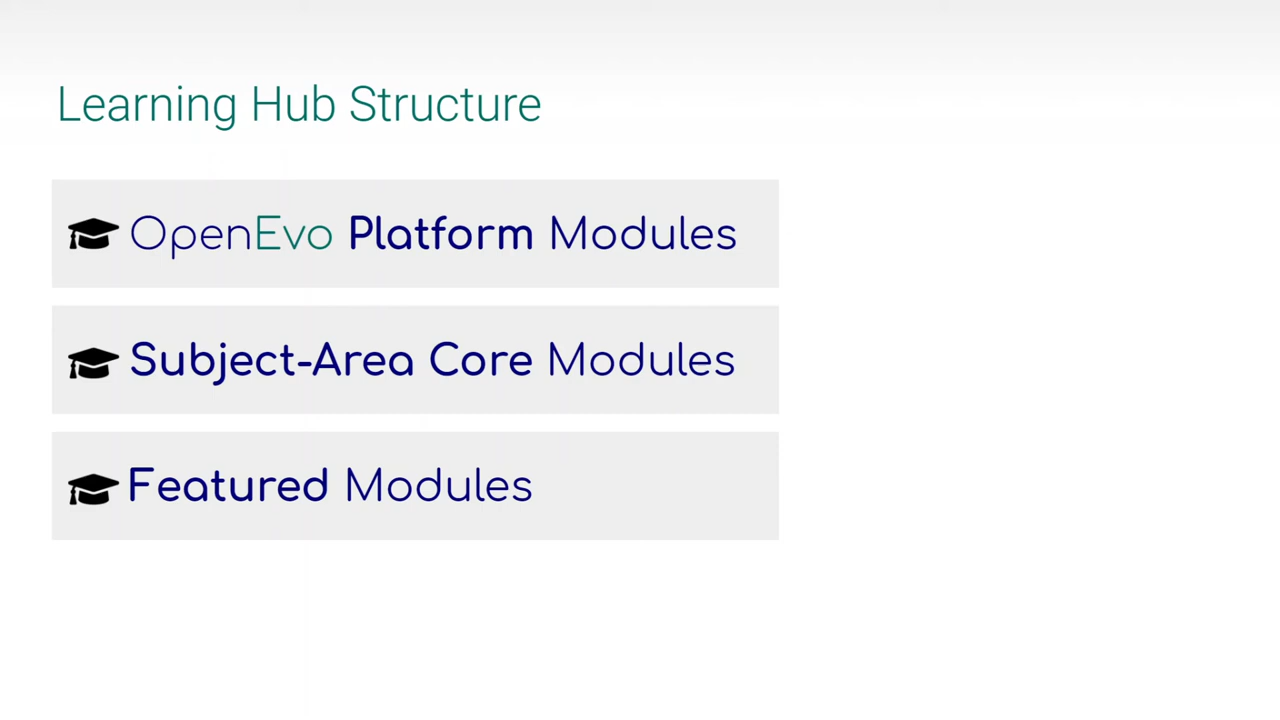 Learning Hub Structure
OpenEvo Platform Modules
Subject-Area Core Modules
Featured Modules